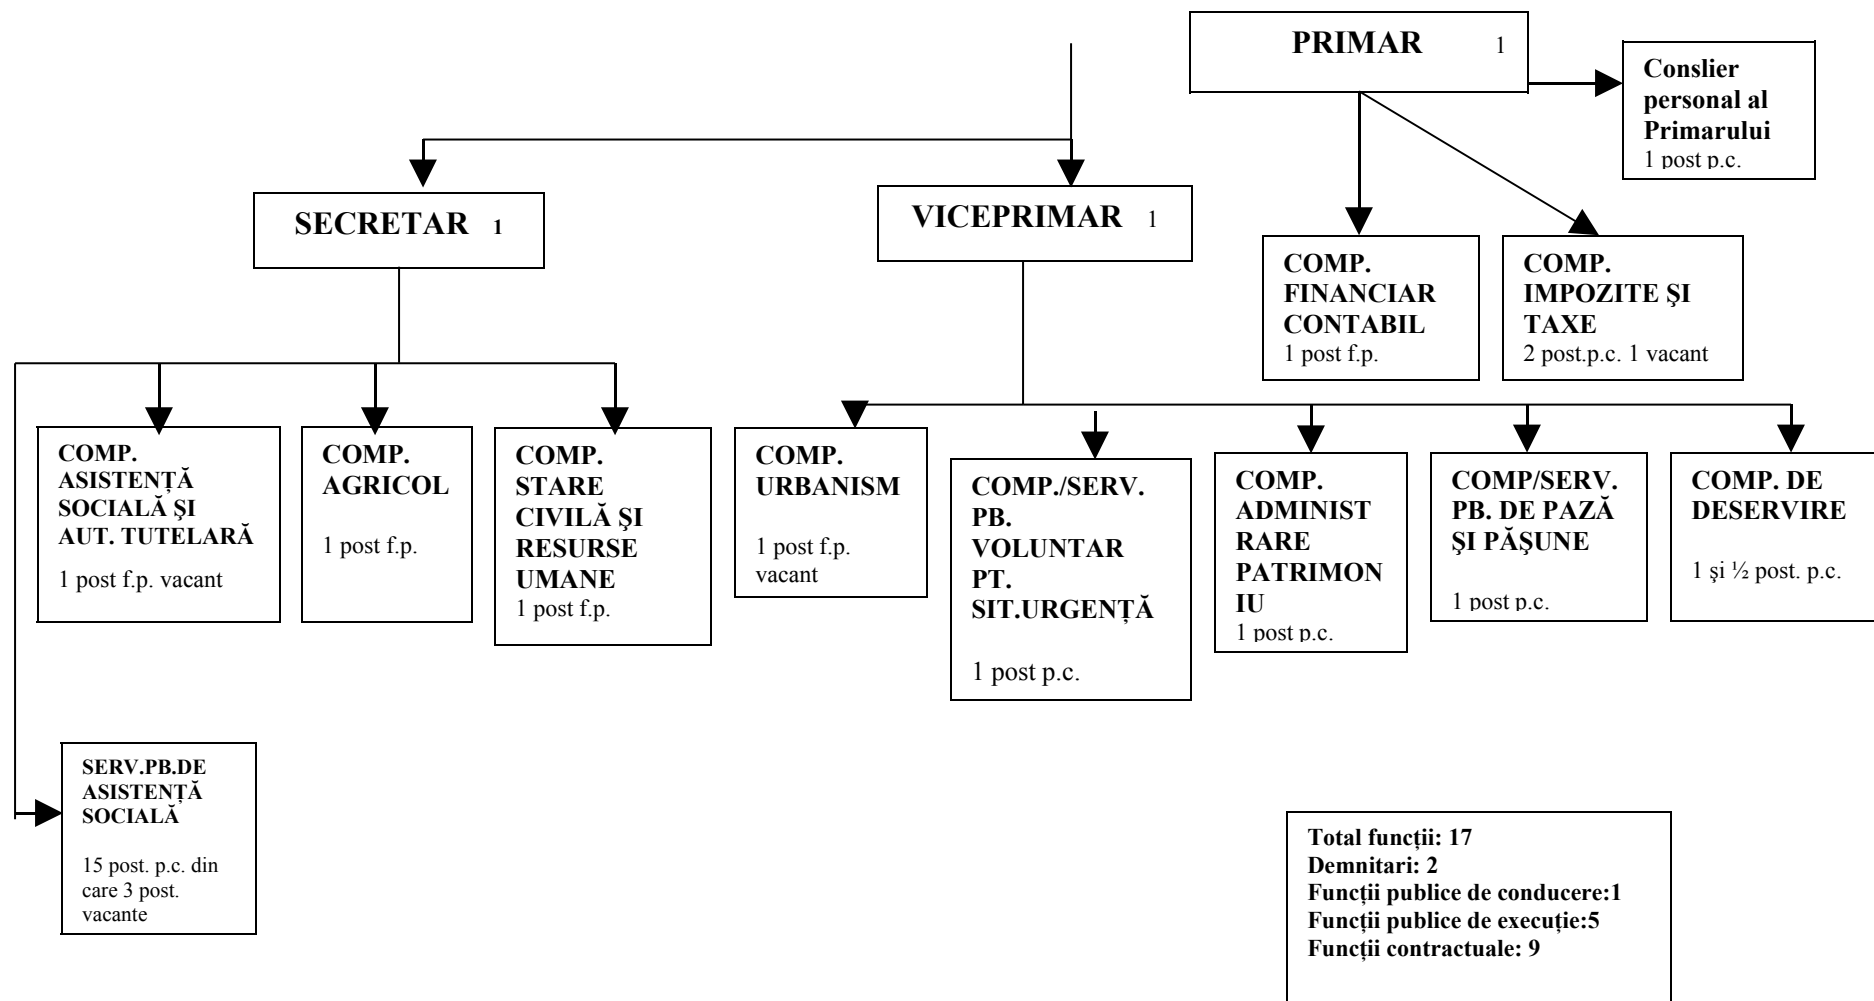 PRIMAR 1
Conslier
personal al
Primarului
1 post p.c.
SECRETAR 1
VICEPRIMAR 1
COMP.
FINANCIAR
CONTABIL
1 post f.p.
COMP.
IMPOZITE ŞI
TAXE
2 post.p.c. 1 vacant
COMP.
ASISTENȚĂ
SOCIALĂ ŞI
AUT. TUTELARĂ
1 post f.p. vacant
COMP.
AGRICOL
1 post f.p.
COMP.
STARE
CIVILĂ ŞI
RESURSE
UMANE
1 post f.p.
COMP.
URBANISM
1 post f.p.
vacant
COMP./SERV.
PB.
VOLUNTAR
PT.
SIT.URGENȚĂ
1 post p.c.
COMP.
ADMINIST
RARE
PATRIMON
IU
1 post p.c.
COMP/SERV.
PB. DE PAZĂ
ŞI PĂŞUNE
1 post p.c.
COMP. DE
DESERVIRE
1 şi ½ post. p.c.
SERV.PB.DE
ASISTENȚĂ
SOCIALĂ
15 post. p.c. din
care 3 post.
vacante
Total funcții: 17
Demnitari: 2
Funcții publice de conducere:1
Funcții publice de execuție:5
Funcții contractuale: 9